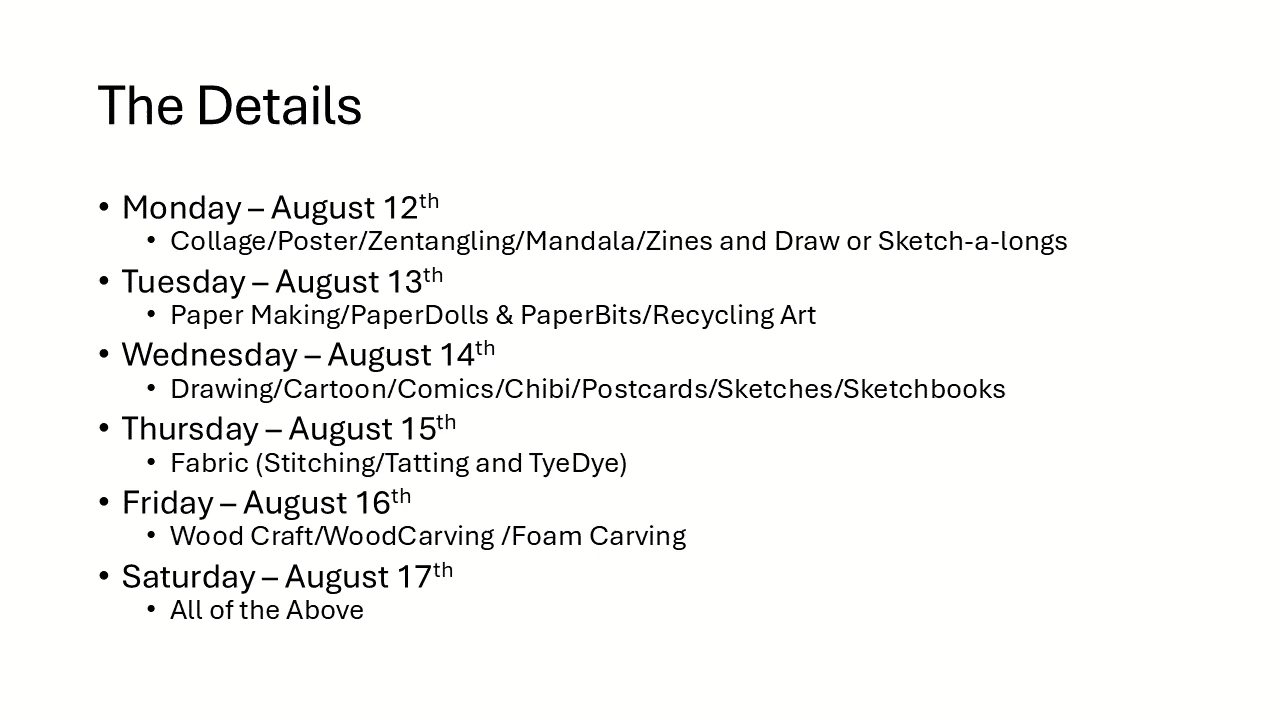 The Details
• Monday – August 12th
• Collage/Poster/Zentangling/Mandala/Zines and Draw or Sketch-a-longs
• Tuesday – August 13th
• Paper Making/PaperDolls & PaperBits/Recycling Art
• Wednesday – August 14th
• Drawing/Cartoon/Comics/Chibi/Postcards/Sketches/Sketchbooks
• Thursday – August 15th
• Fabric (Stitching/Tatting and TyeDye)
• Friday – August 16th
• Wood Craft/WoodCarving /Foam Carving
• Saturday – August 17th
• All of the Above